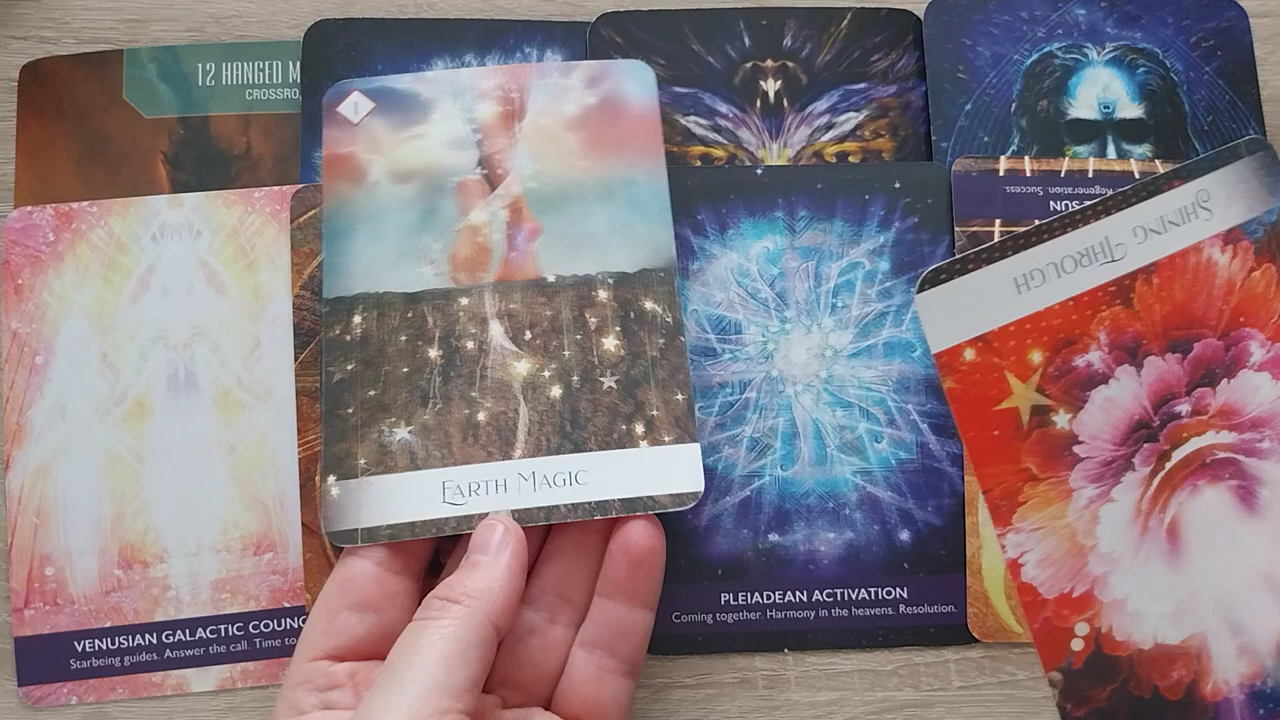 12 HANGED M
CROSSRO
I
EARTH MAGIC
VENUSIAN GALACTIC COUNC
Starbeing guides. Answer the call. Time to
PLEIADEAN ACTIVATION
Coming together. Harmony in the heavens. Resolution.
Regeneration. Success.
SUN
SHINING THROUGH